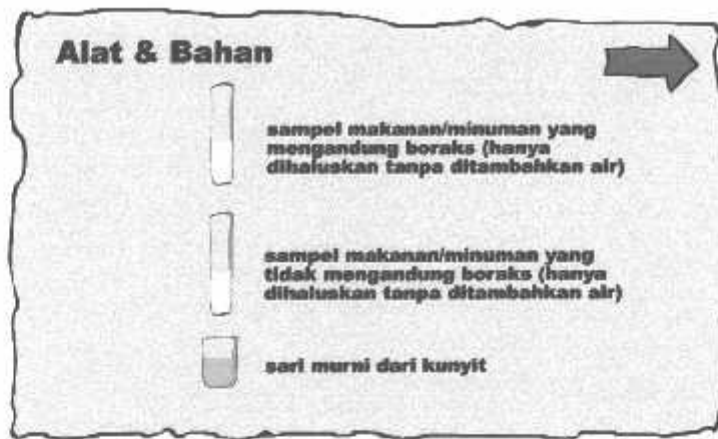 Alat & Bahan
sampel makanan/minuman yang
mengandung boraks (hanya
dihaluskan tanpa ditambahkan air)
sampel makanan/minuman yang
tidak mengandung boraks (hanya
dihaluskan tanpa ditambahkan air)
sari murni dari kunyit